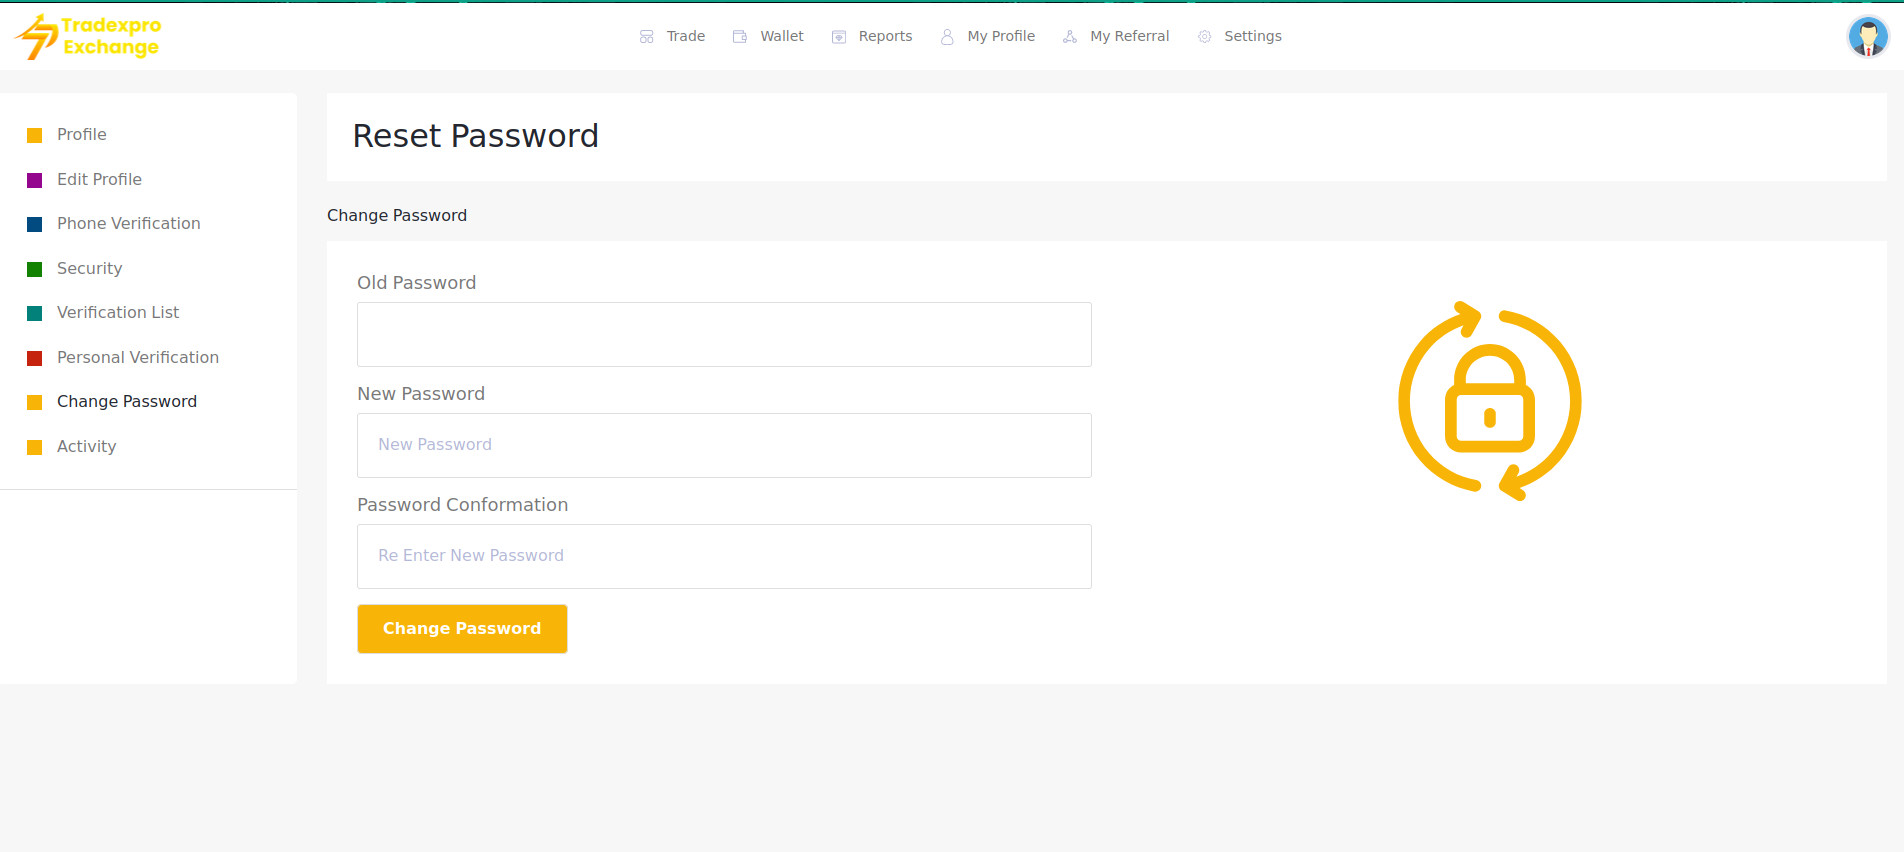 Tradexpro
Exchange
Trade
Wallet
Reports
My Profile
My Referral
Settings
Profile
Edit Profile
Phone Verification
Security
Verification List
Personal Verification
Change Password
Activity
Reset Password
Change Password
Old Password
New Password
New Password
Password Conformation
Re Enter New Password
Change Password